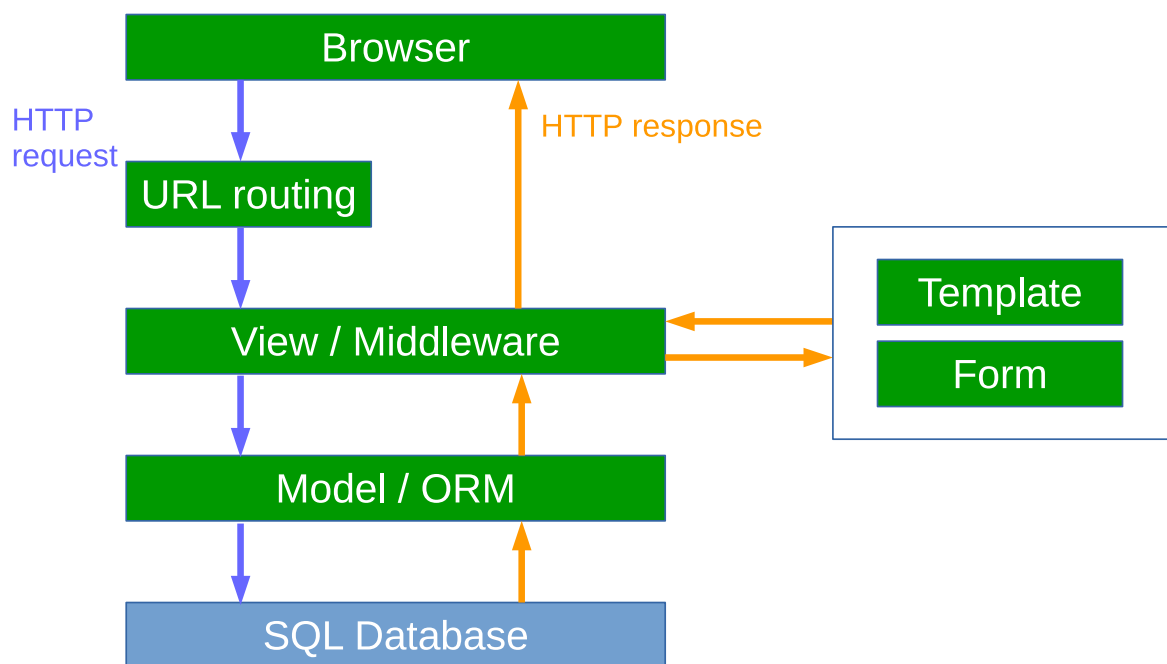 Browser
HTTP
request
HTTP response
URL routing
Template
View / Middleware
Form
Model / ORM
SQL Database